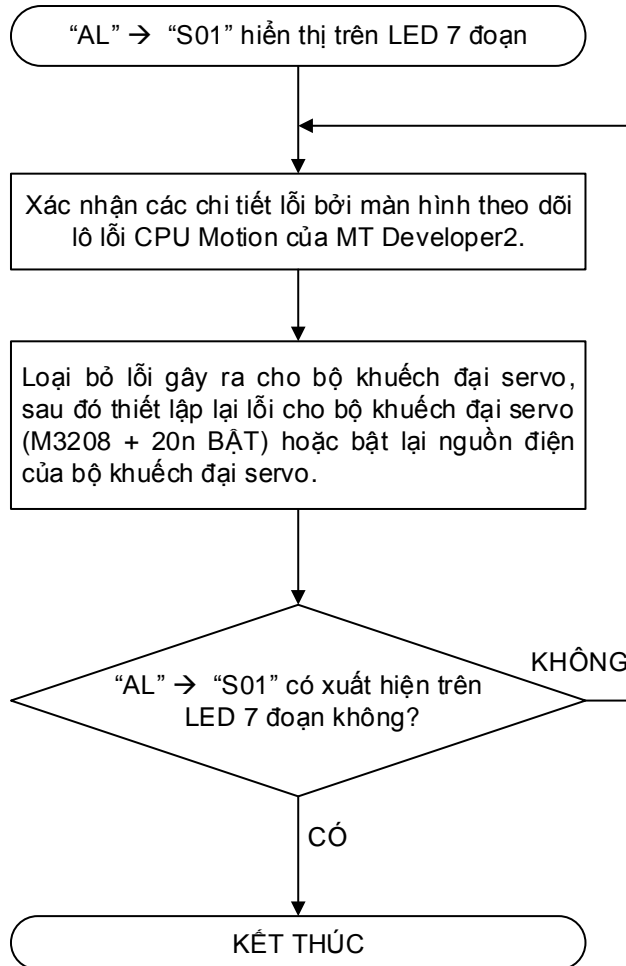 “AL” → “S01” hiển thị trên LED 7 đoạn
Xác nhận các chi tiết lỗi bởi màn hình theo dõi
lô lỗi CPU Motion của MT Developer2.
Loại bỏ lỗi gây ra cho bộ khuếch đại servo,
sau đó thiết lập lại lỗi cho bộ khuếch đại servo
(M3208 + 20n BẬT) hoặc bật lại nguồn điện
của bộ khuếch đại servo.
KHÔNG
“AL” → “S01” có xuất hiện trên
LED 7 đoạn không?
CÓ
KẾT THÚC